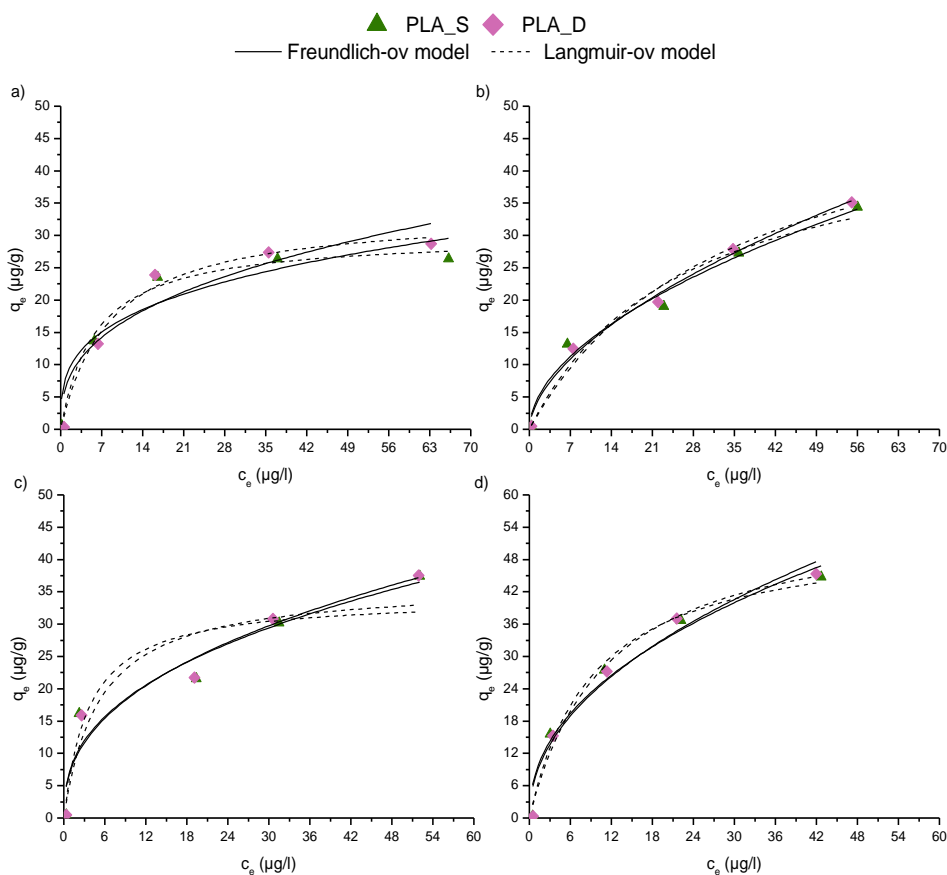 PLA_S PLA_D
Freundlich-ov model Langmuir-ov model
a)
50
45
40
35
30
25
20
15
10
5
0
qe (µg/g)
0 7 14 21 28 35 42 49 56 63 70
ce (µg/l)
b)
50
45
40
35
30
25
20
15
10
5
0
qe (µg/g)
0 7 14 21 28 35 42 49 56 63 70
ce (µg/l)
c)
50
45
40
35
30
25
20
15
10
5
0
qe (µg/g)
0 6 12 18 24 30 36 42 48 54 60
ce (µg/l)
d)
60
54
48
42
36
30
24
18
12
6
0
qe (µg/g)
0 6 12 18 24 30 36 42 48 54 60
ce (µg/l)